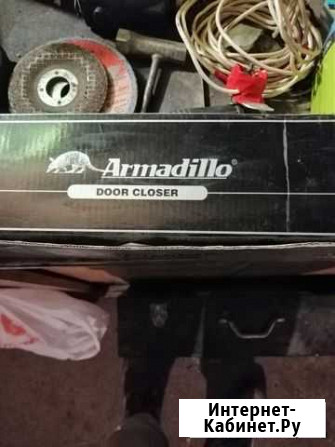 Armadillo®
DOOR CLOSER
Интернет-
Кабинет.Ру